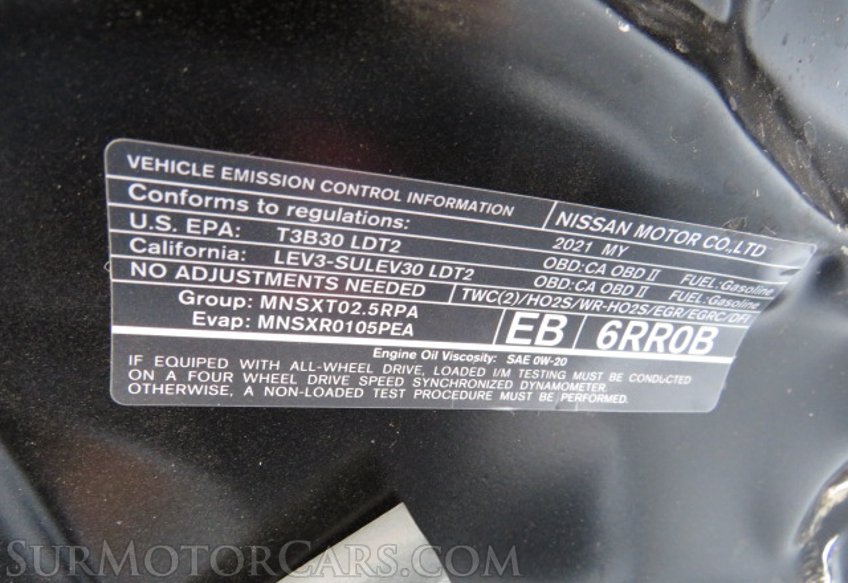 VEHICLE EMISSION CONTROL INFORMATION NISSAN MOTOR CO.,LTD
Conforms to regulations: 2021 MY
U.S. EPA: T3B30 LDT2 OBD:CA OBD II FUEL:Gasoline
California: LEV3-SULEV30 LDT2 OBD:CA OBD II FUEL:Gasoline
NO ADJUSTMENTS NEEDED TWC(2)/HO2S/WR-HO2S/EGR/EGRC/DFI
Group: MNSXT02.5RPA
Evap: MNSXR0105PEA EB 6RR0B
Engine Oil Viscosity: SAE 0W-20
IF EQUIPPED WITH ALL-WHEEL DRIVE, LOADED I/M TESTING MUST BE CONDUCTED
ON A FOUR WHEEL DRIVE SPEED SYNCHRONIZED DYNAMOMETER.
OTHERWISE, A NON-LOADED TEST PROCEDURE MUST BE PERFORMED.
SurMotorCars.com